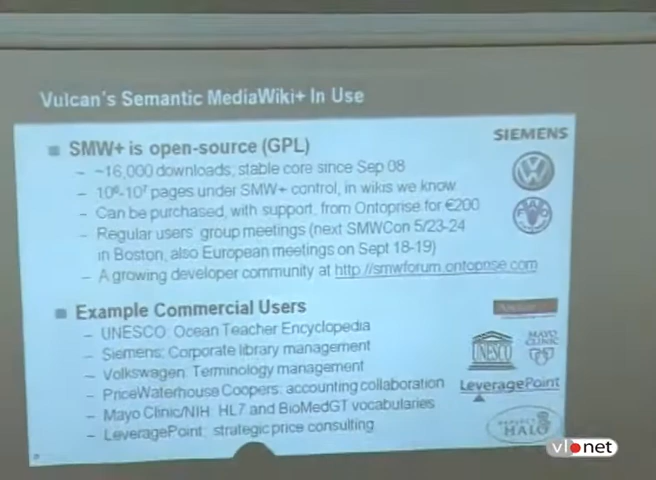 Vulcan's Semantic MediaWiki+ In Use
SMW+ is open-source (GPL)
– ~16,000 downloads, stable core since Sep 08
– 10⁶-10⁷ pages under SMW+ control, in wikis we know
– Can be purchased, with support, from Ontoprise for €200
– Regular users group meetings (next SMWCon 5/23-24
in Boston, also European meetings on Sept 18-19)
– A growing developer community at http://smwforum.ontoprise.com
Example Commercial Users
– UNESCO: Ocean Teacher Encyclopedia
– Siemens: Corporate library management
– Volkswagen: Terminology management
– PriceWaterhouse Coopers: accounting collaboration
– Mayo Clinic/NIH: HL7 and BioMedGT vocabularies
– LeveragePoint: strategic price consulting
SIEMENS
UNESCO
MAYO
CLINIC
LeveragePoint
HALO
vl net